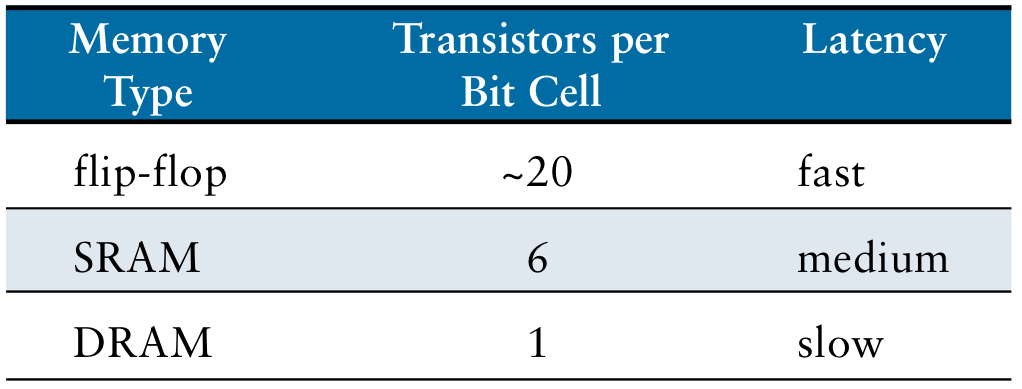 Memory Type Transistors per Bit Cell Latency
flip-flop ~20 fast
SRAM 6 medium
DRAM 1 slow